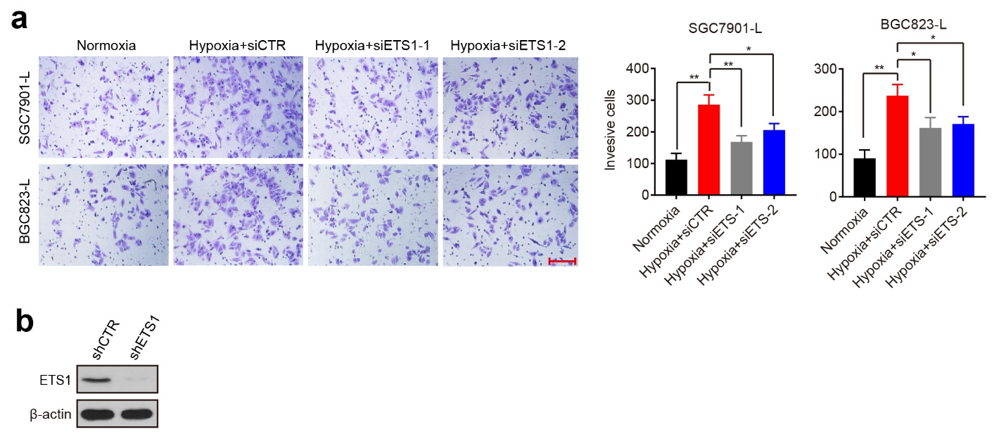 a
Normoxia Hypoxia+siCTR Hypoxia+siETS1-1 Hypoxia+siETS1-2
SGC7901-L
BGC823-L
SGC7901-L
Invesive cells
400
300
200
100
0
** ** *
Normoxia
Hypoxia+siCTR
Hypoxia+siETS-1
Hypoxia+siETS-2
BGC823-L
300
200
100
0
** * *
Normoxia
Hypoxia+siCTR
Hypoxia+siETS-1
Hypoxia+siETS-2
b
shCTR shETS1
ETS1
β-actin